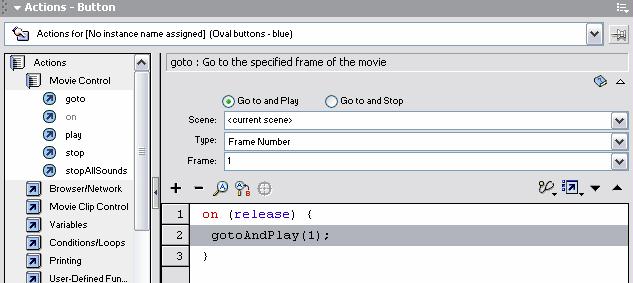 Actions - Button
Actions for [No instance name assigned] (Oval buttons - blue)
Actions
Movie Control
goto
on
play
stop
stopAllSounds
Browser/Network
Movie Clip Control
Variables
Conditions/Loops
Printing
User-Defined Fun...
goto : Go to the specified frame of the movie
Go to and Play
Go to and Stop
Scene: <current scene>
Type: Frame Number
Frame: 1
1 on (release) {
2 gotoAndPlay(1);
3 }